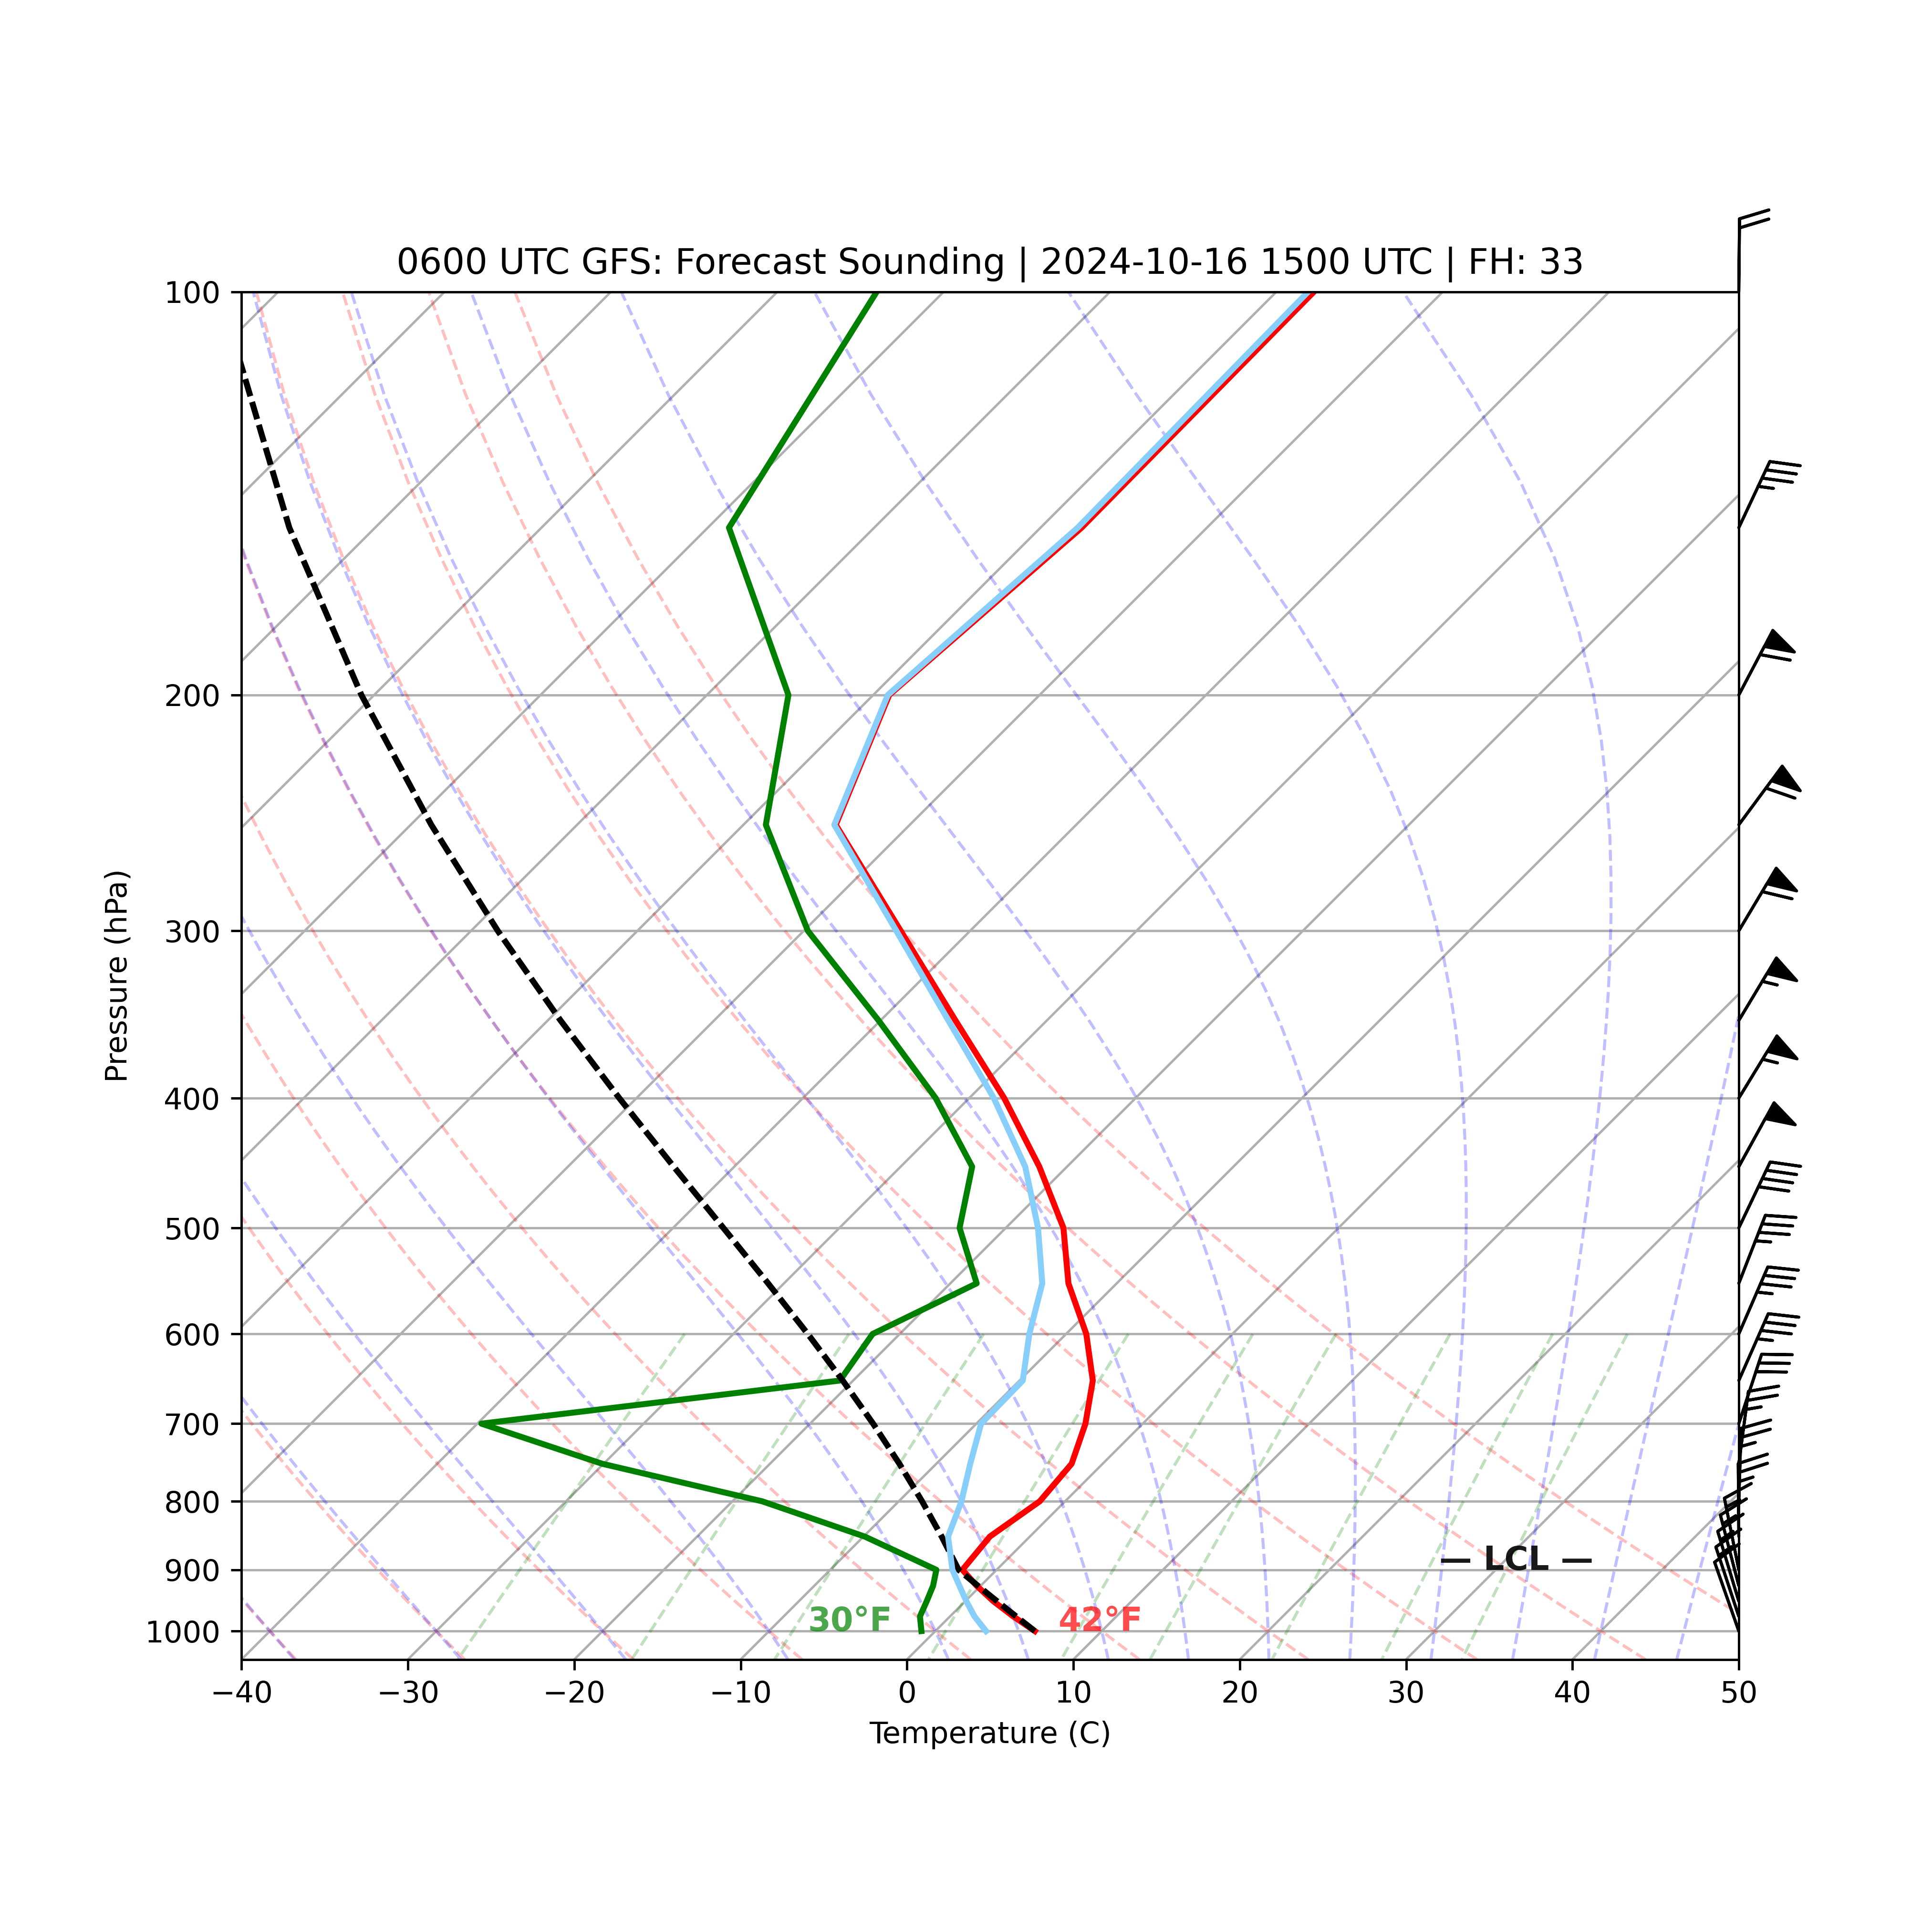 0600 UTC GFS: Forecast Sounding | 2024-10-16 1500 UTC | FH: 33
100
200
300
400
500
600
700
800
900
1000
Pressure (hPa)
— LCL —
30°F
42°F
−40 −30 −20 −10 0 10 20 30 40 50
Temperature (C)